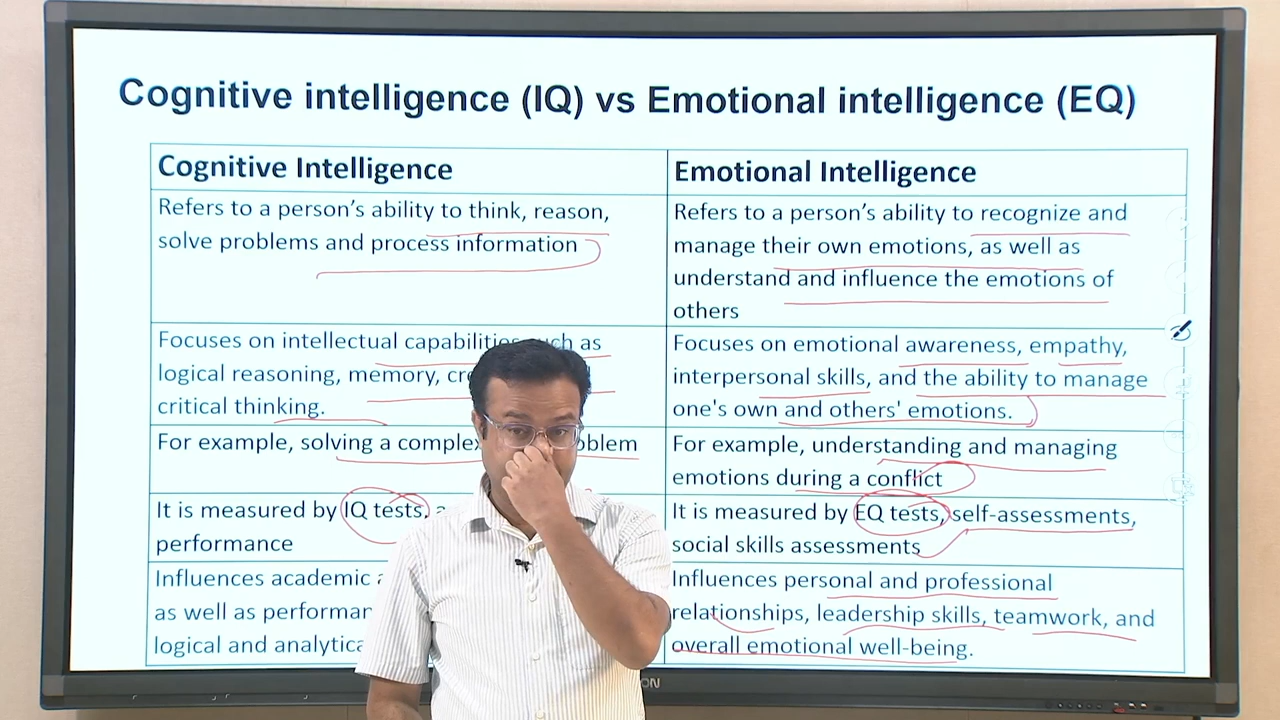 Cognitive intelligence (IQ) vs Emotional intelligence (EQ)
Cognitive Intelligence
Refers to a person's ability to think, reason,
solve problems and process information
Focuses on intellectual capabilities such as
logical reasoning, memory,
critical thinking.
For example, solving a complex problem
It is measured by IQ tests,
performance
Influences academic
as well as
logical and
Emotional Intelligence
Refers to a person's ability to recognize and
manage their own emotions, as well as
understand and influence the emotions of
others
Focuses on emotional awareness, empathy,
interpersonal skills, and the ability to manage
one's own and others' emotions.
For example, understanding and managing
emotions during a conflict
It is measured by EQ tests, self-assessments,
social skills assessments
Influences personal and professional
relationships, leadership skills, teamwork, and
overall emotional well-being.